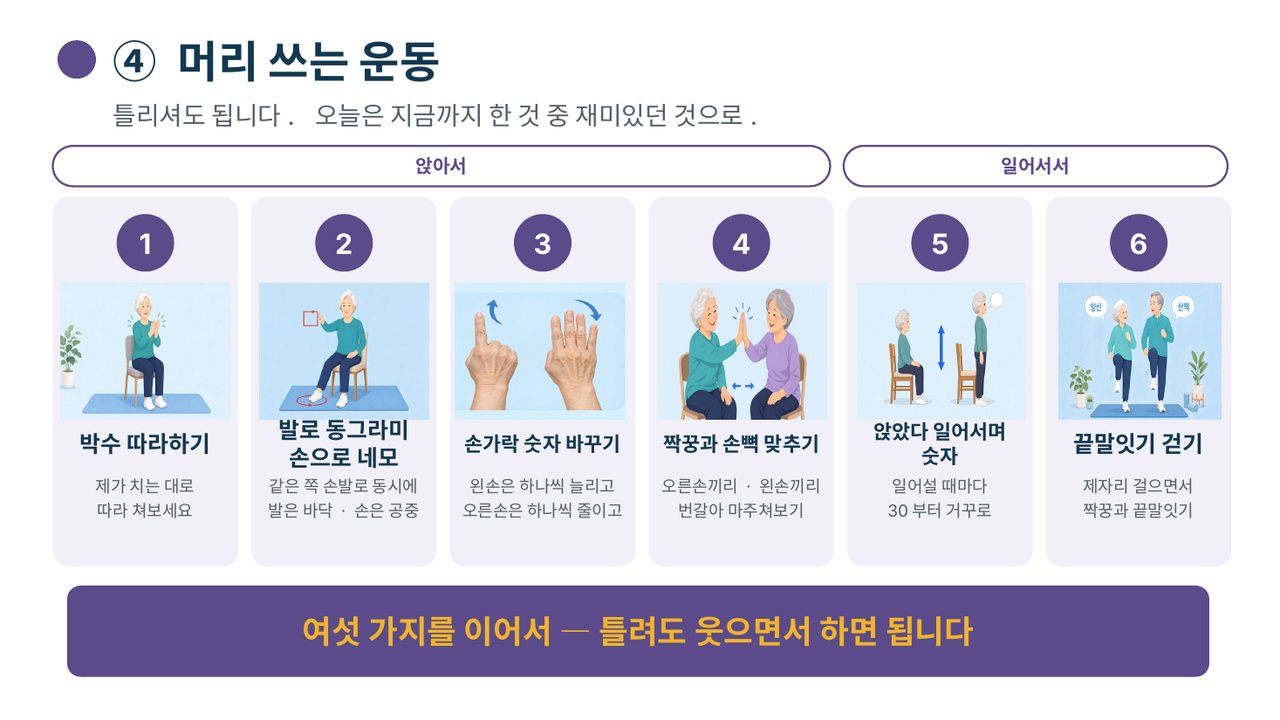 ④ 머리 쓰는 운동
틀리셔도 됩니다 . 오늘은 지금까지 한 것 중 재미있던 것으로 .
앉아서
일어서서
1
박수 따라하기
제가 치는 대로
따라 쳐보세요
2
발로 동그라미
손으로 네모
같은 쪽 손발로 동시에
발은 바닥 · 손은 공중
3
손가락 숫자 바꾸기
왼손은 하나씩 늘리고
오른손은 하나씩 줄이고
4
짝꿍과 손뼉 맞추기
오른손끼리 · 왼손끼리
번갈아 마주쳐보기
5
앉았다 일어서며
숫자
일어설 때마다
30 부터 거꾸로
6
산책
끝말잇기 걷기
제자리 걸으면서
짝꿍과 끝말잇기
여섯 가지를 이어서 — 틀려도 웃으면서 하면 됩니다